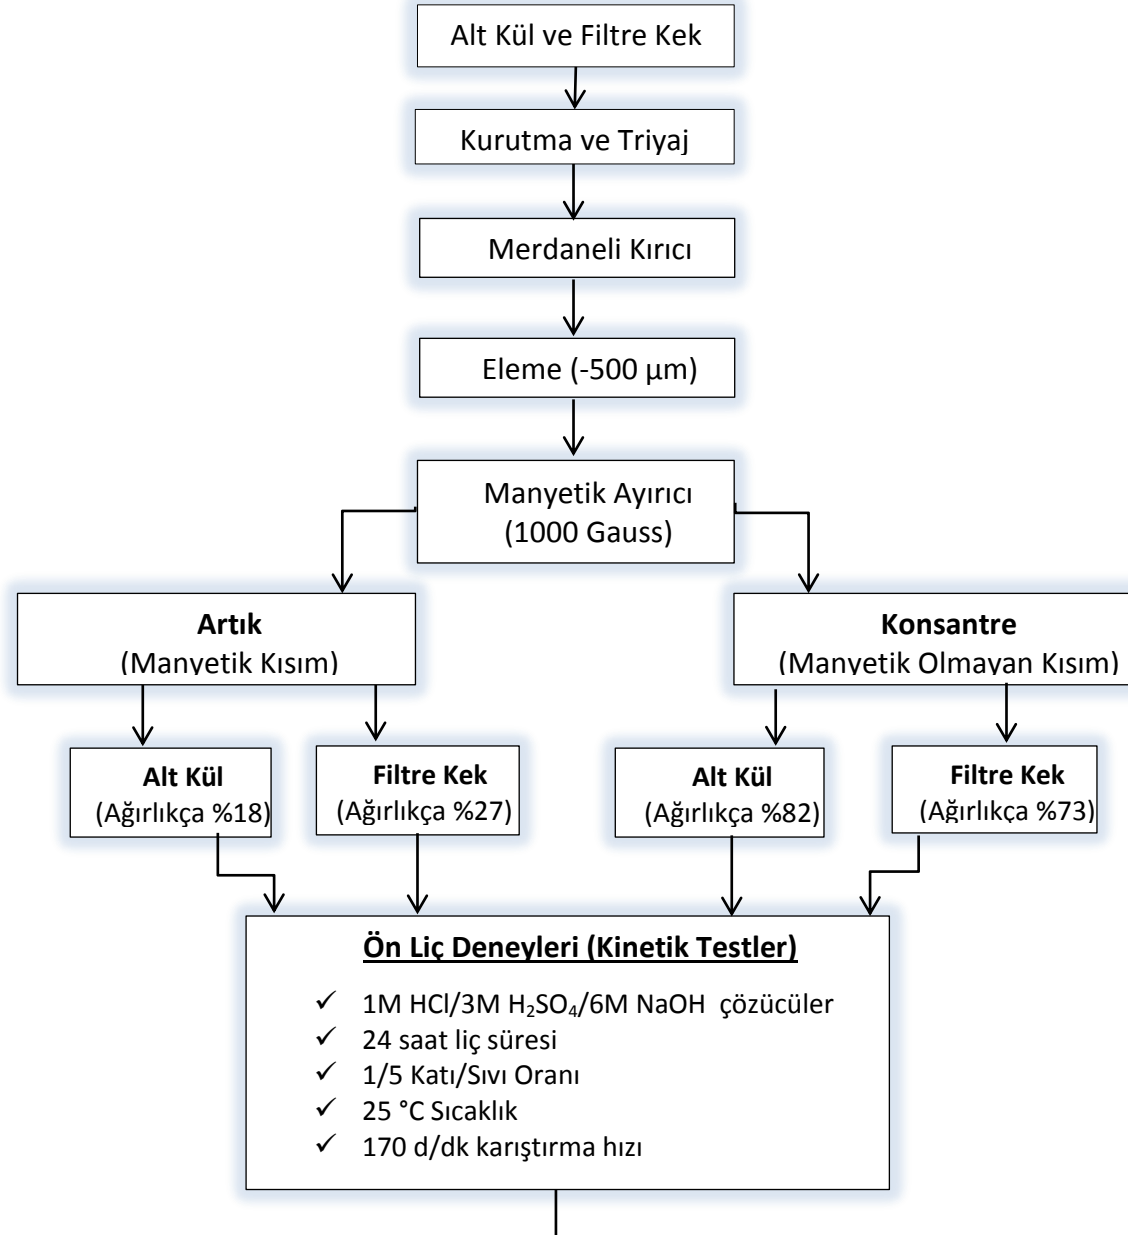 Alt Kül ve Filtre Kek
Kurutma ve Triyaj
Merdaneli Kırıcı
Eleme (-500 µm)
Manyetik Ayırıcı
(1000 Gauss)
Artık
(Manyetik Kısım)
Konsantre
(Manyetik Olmayan Kısım)
Alt Kül
(Ağırlıkça %18)
Filtre Kek
(Ağırlıkça %27)
Alt Kül
(Ağırlıkça %82)
Filtre Kek
(Ağırlıkça %73)
Ön Liç Deneyleri (Kinetik Testler)
✓ 1M HCl/3M H₂SO₄/6M NaOH çözücüler
✓ 24 saat liç süresi
✓ 1/5 Katı/Sıvı Oranı
✓ 25 °C Sıcaklık
✓ 170 d/dk karıştırma hızı